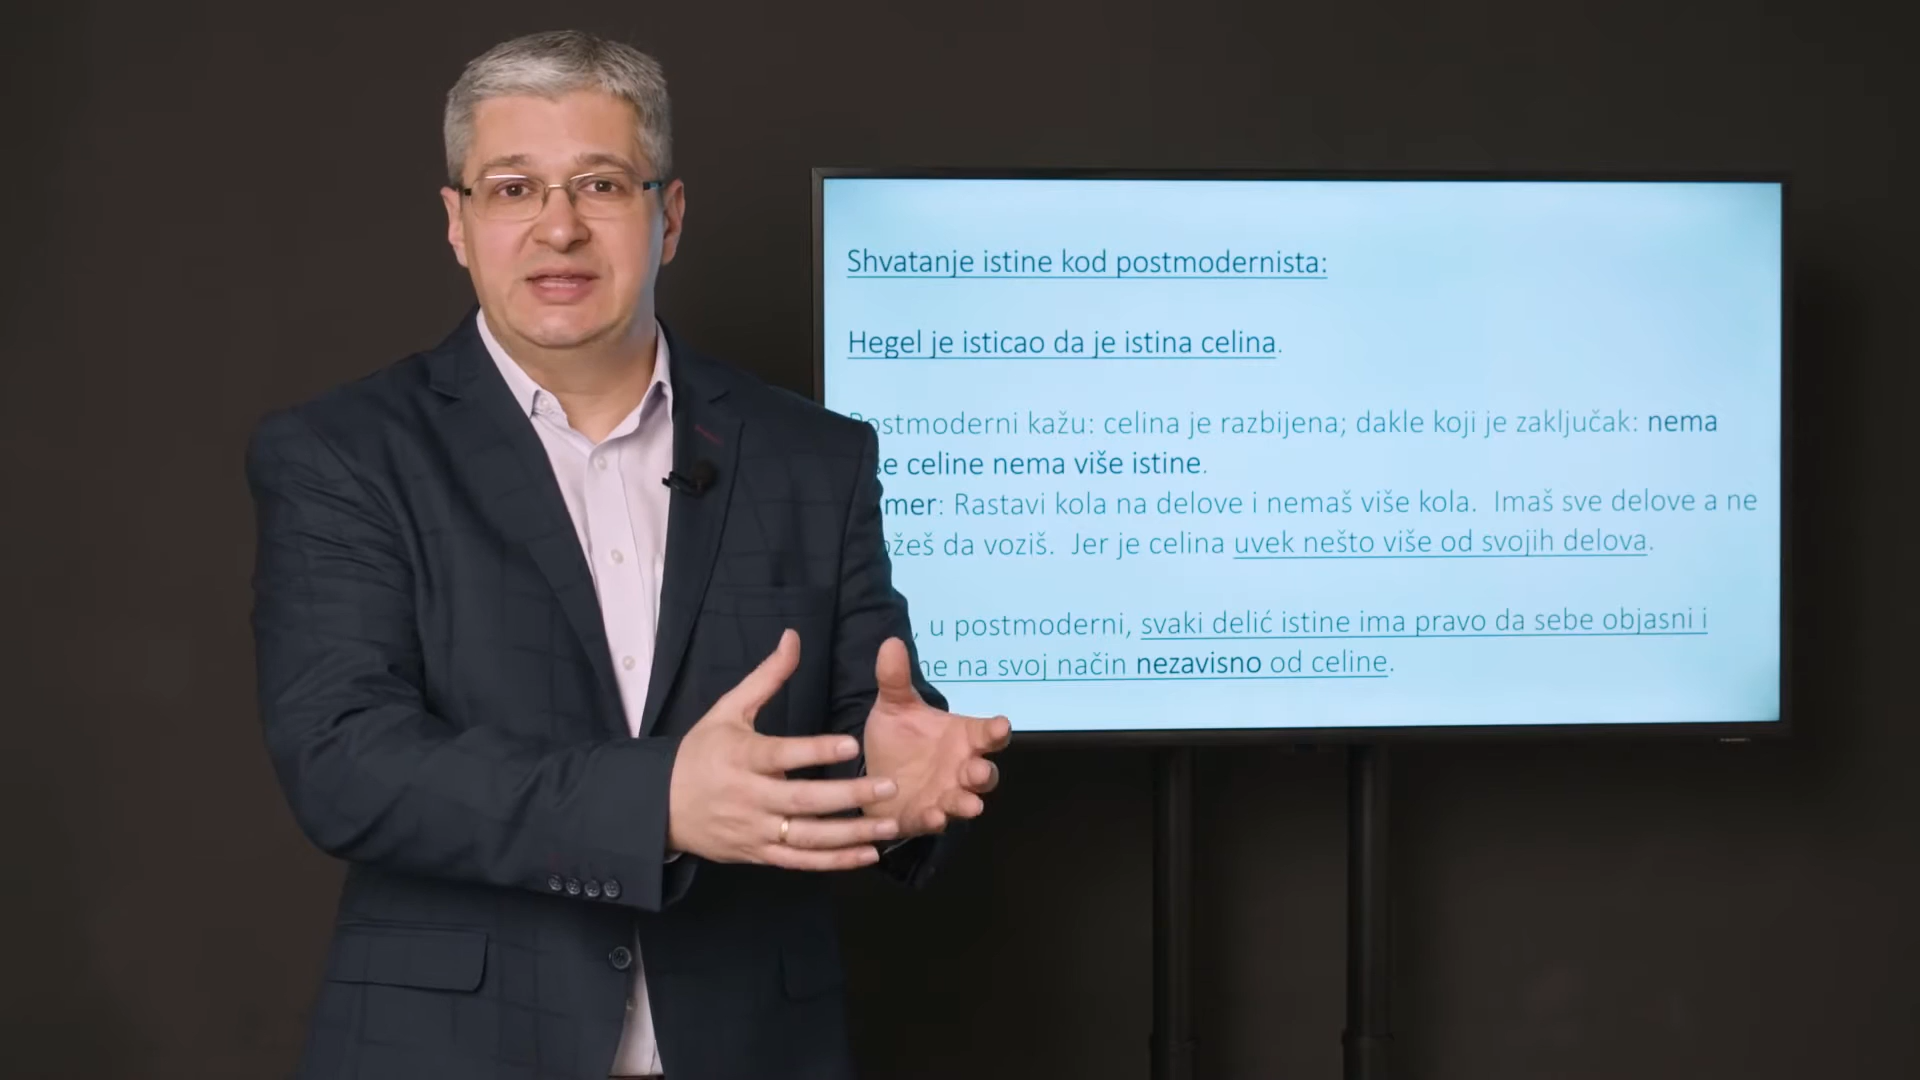 Shvatanje istine kod postmodernista:
Hegel je isticao da je istina celina.
Postmoderni kažu: celina je razbijena; dakle koji je zaključak: nema
celine nema više istine.
Rastavi kola na delove i nemaš više kola. Imaš sve delove a ne
da voziš. Jer je celina uvek nešto više od svojih delova.
u postmoderni, svaki delić istine ima pravo da sebe objasni i
na svoj način nezavisno od celine.